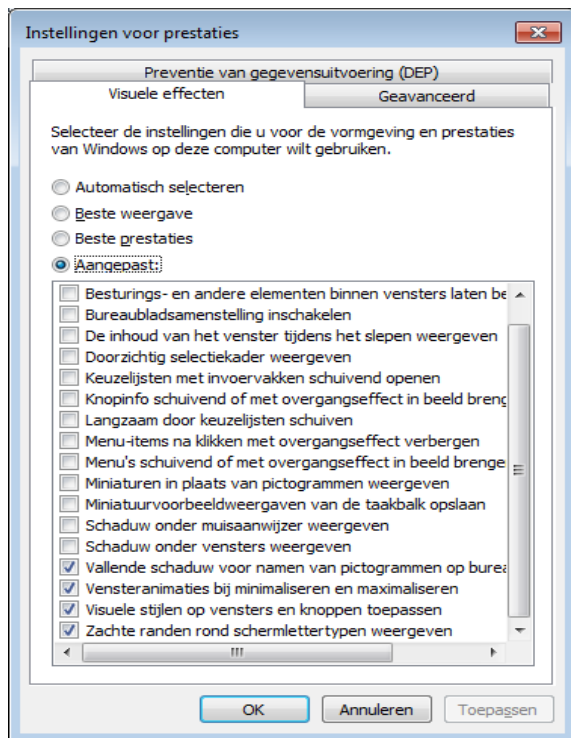 Instellingen voor prestaties
Preventie van gegevensuitvoering (DEP)
Visuele effecten
Geavanceerd
Selecteer de instellingen die u voor de vormgeving en prestaties
van Windows op deze computer wilt gebruiken.
Automatisch selecteren
Beste weergave
Beste prestaties
Aangepast:
Besturings- en andere elementen binnen vensters laten be
Bureaubladsamenstelling inschakelen
De inhoud van het venster tijdens het slepen weergeven
Doorzichtig selectiekader weergeven
Keuzelijsten met invoervakken schuivend openen
Knopinfo schuivend of met overgangseffect in beeld breng
Langzaam door keuzelijsten schuiven
Menu-items na klikken met overgangseffect verbergen
Menu's schuivend of met overgangseffect in beeld brenge
Miniaturen in plaats van pictogrammen weergeven
Miniatuurvoorbeeldweergaven van de taakbalk opslaan
Schaduw onder muisaanwijzer weergeven
Schaduw onder vensters weergeven
Vallende schaduw voor namen van pictogrammen op burea
Vensteranimaties bij minimaliseren en maximaliseren
Visuele stijlen op vensters en knoppen toepassen
Zachte randen rond schermlettertypen weergeven
OK
Annuleren
Toepassen